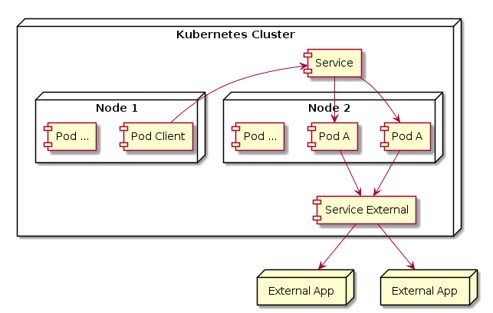 Kubernetes Cluster
Service
Node 1
Node 2
Pod ...
Pod Client
Pod ...
Pod A
Pod A
Service External
External App
External App